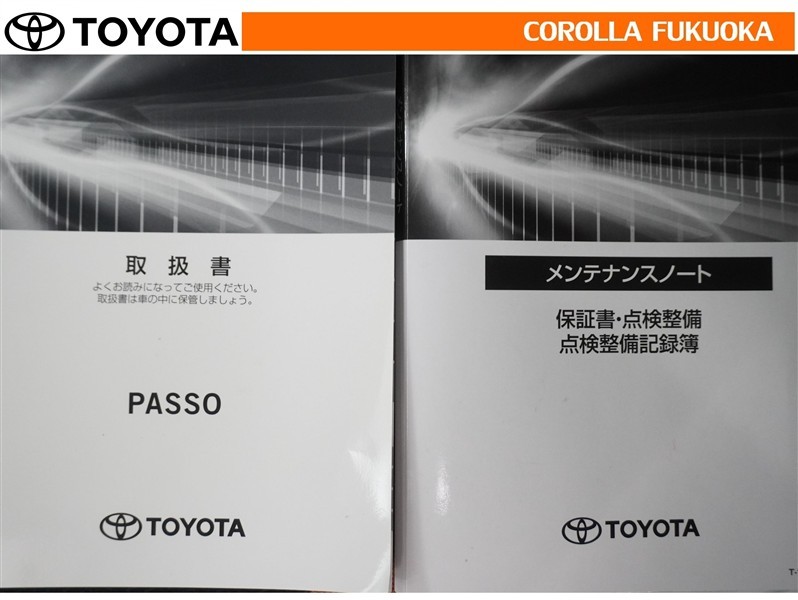 TOYOTA
COROLLA FUKUOKA
取扱書
よくお読みになってご使用ください。
取扱書は車の中に保管しましょう。
PASSO
TOYOTA
メンテナンスノート
保証書・点検整備
点検整備記録簿
TOYOTA
T-